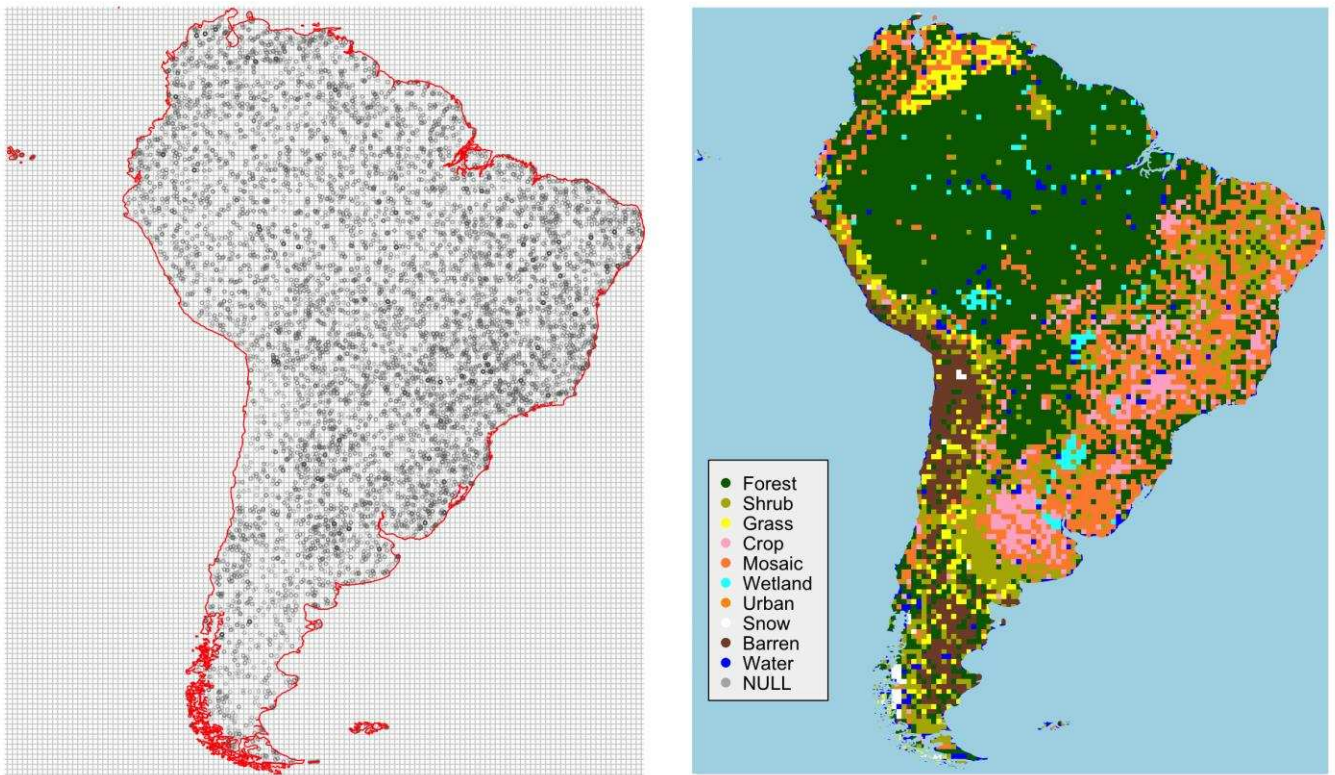 Forest
Shrub
Grass
Crop
Mosaic
Wetland
Urban
Snow
Barren
Water
NULL